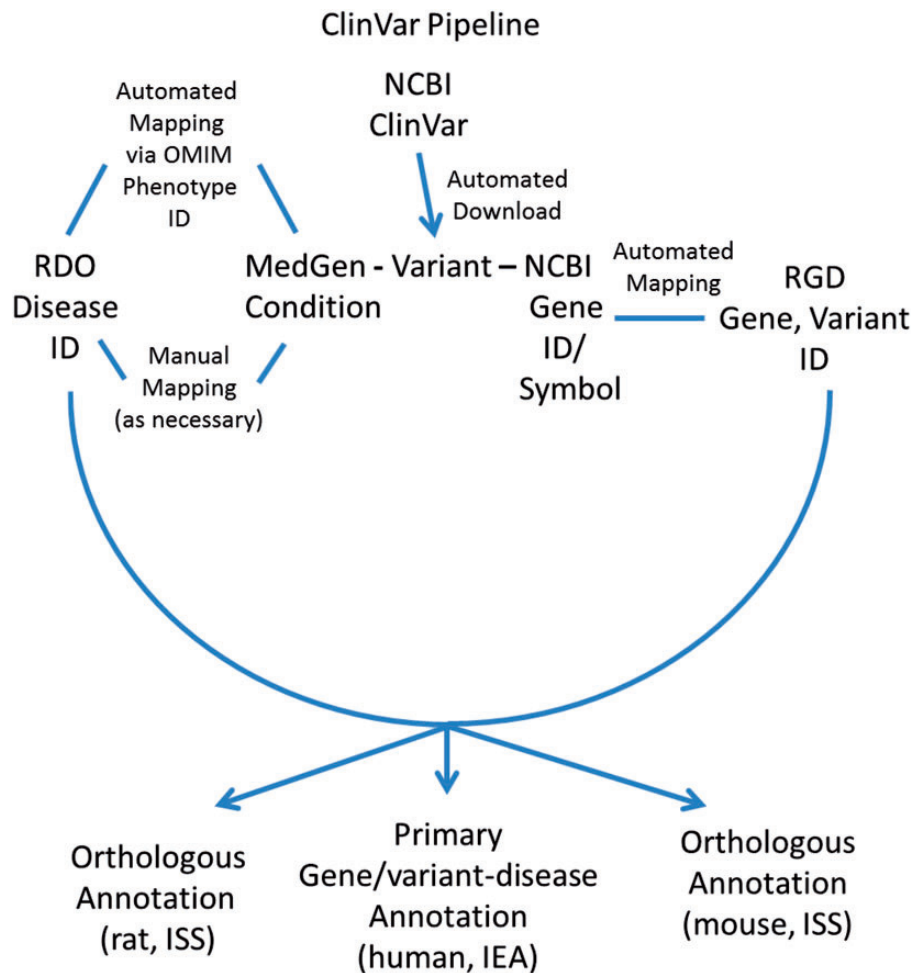 ClinVar Pipeline
NCBI
ClinVar
Automated
Mapping
via OMIM
Phenotype
ID
Automated
Download
RDO
Disease
ID
MedGen - Variant – NCBI
Condition
Gene
ID/
Symbol
Automated
Mapping
RGD
Gene, Variant
ID
Manual
Mapping
(as necessary)
Orthologous
Annotation
(rat, ISS)
Primary
Gene/variant-disease
Annotation
(human, IEA)
Orthologous
Annotation
(mouse, ISS)